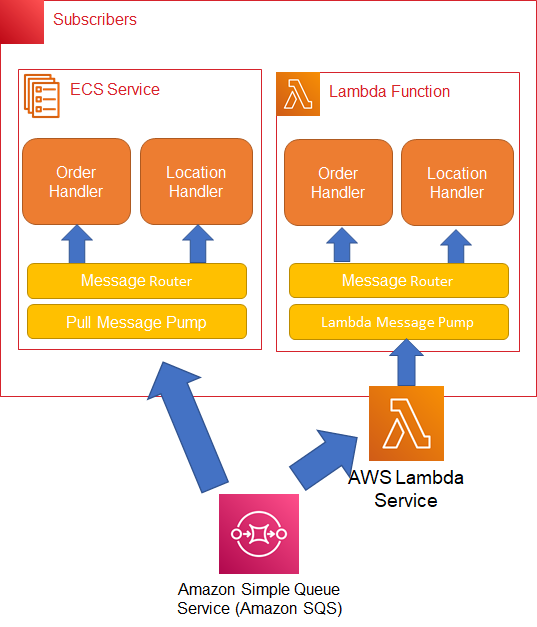 Subscribers
ECS Service
Lambda Function
Order
Handler
Location
Handler
Order
Handler
Location
Handler
Message Router
Message Router
Pull Message Pump
Lambda Message Pump
AWS Lambda
Service
Amazon Simple Queue
Service (Amazon SQS)